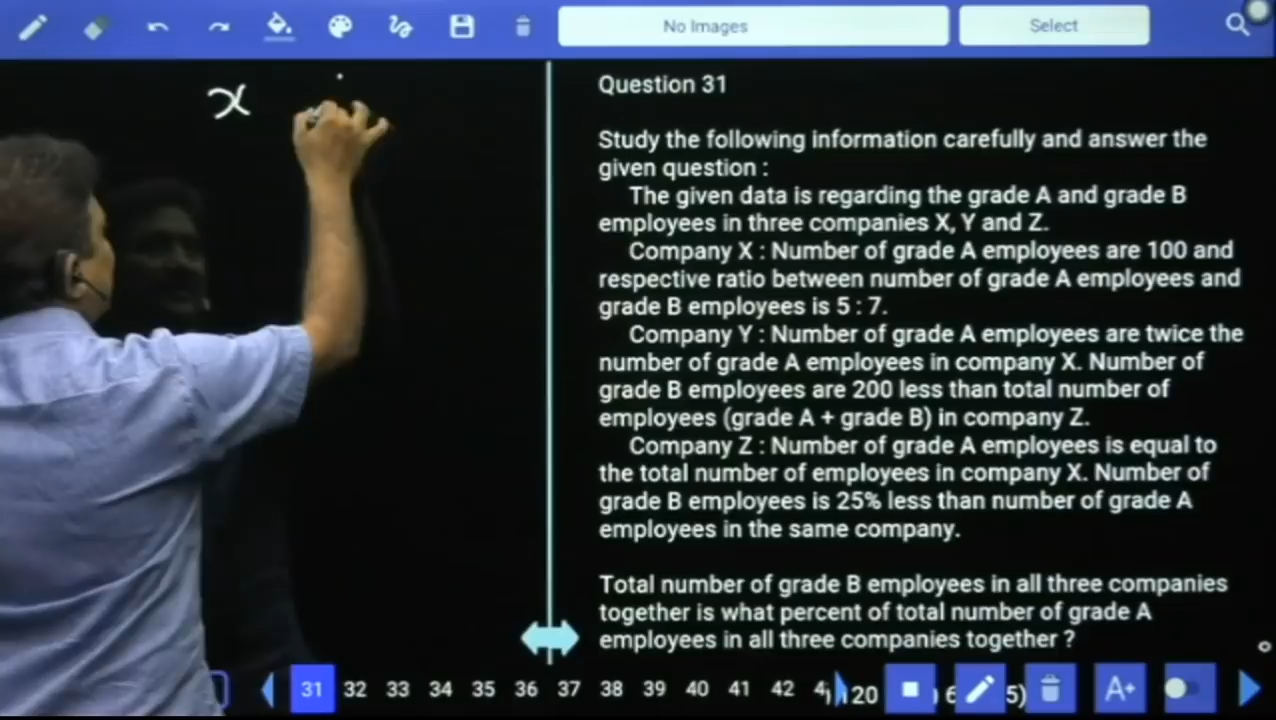 No Images
Select
x
Question 31
Study the following information carefully and answer the
given question :
The given data is regarding the grade A and grade B
employees in three companies X, Y and Z.
Company X : Number of grade A employees are 100 and
respective ratio between number of grade A employees and
grade B employees is 5 : 7.
Company Y : Number of grade A employees are twice the
number of grade A employees in company X. Number of
grade B employees are 200 less than total number of
employees (grade A + grade B) in company Z.
Company Z : Number of grade A employees is equal to
the total number of employees in company X. Number of
grade B employees is 25% less than number of grade A
employees in the same company.
Total number of grade B employees in all three companies
together is what percent of total number of grade A
employees in all three companies together ?
31 32 33 34 35 36 37 38 39 40 41 42 4 120 6 5) A+